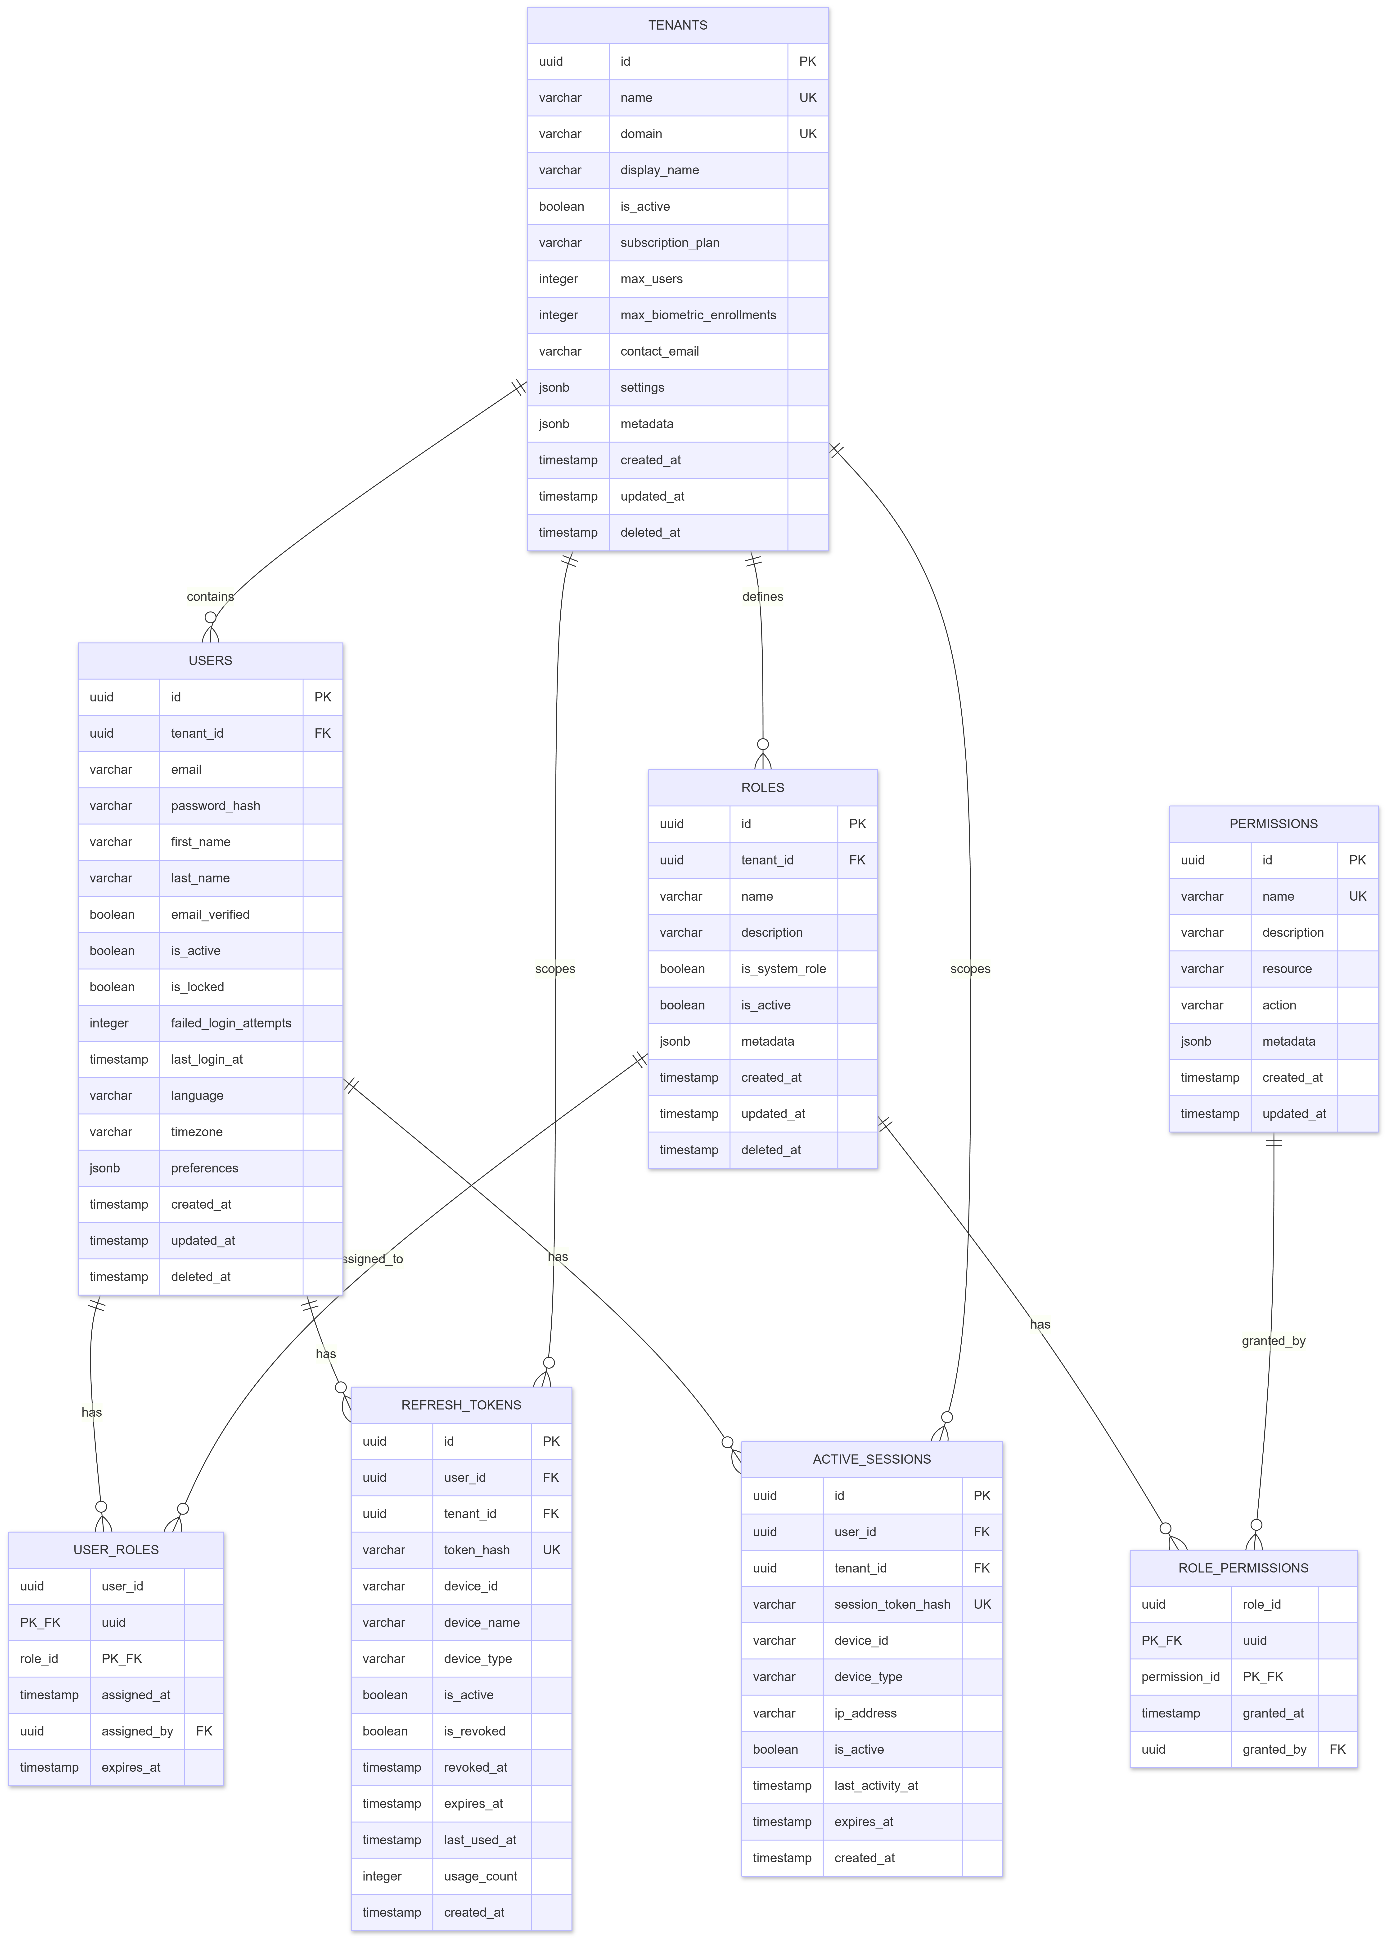 TENANTS
uuid id PK
varchar name UK
varchar domain UK
varchar display_name
boolean is_active
varchar subscription_plan
integer max_users
integer max_biometric_enrollments
varchar contact_email
jsonb settings
jsonb metadata
timestamp created_at
timestamp updated_at
timestamp deleted_at
contains
defines
USERS
uuid id PK
uuid tenant_id FK
varchar email
varchar password_hash
varchar first_name
varchar last_name
boolean email_verified
boolean is_active
boolean is_locked
integer failed_login_attempts
timestamp last_login_at
varchar language
varchar timezone
jsonb preferences
timestamp created_at
timestamp updated_at
timestamp deleted_at
scopes
ROLES
uuid id PK
uuid tenant_id FK
varchar name
varchar description
boolean is_system_role
boolean is_active
jsonb metadata
timestamp created_at
timestamp updated_at
timestamp deleted_at
scopes
PERMISSIONS
uuid id PK
varchar name UK
varchar description
varchar resource
varchar action
jsonb metadata
timestamp created_at
timestamp updated_at
ssigned_to
has
has
granted_by
has
has
USER_ROLES
uuid user_id
PK_FK uuid
role_id PK_FK
timestamp assigned_at
uuid assigned_by FK
timestamp expires_at
REFRESH_TOKENS
uuid id PK
uuid user_id FK
uuid tenant_id FK
varchar token_hash UK
varchar device_id
varchar device_name
varchar device_type
boolean is_active
boolean is_revoked
timestamp revoked_at
timestamp expires_at
timestamp last_used_at
integer usage_count
timestamp created_at
ACTIVE_SESSIONS
uuid id PK
uuid user_id FK
uuid tenant_id FK
varchar session_token_hash UK
varchar device_id
varchar device_type
varchar ip_address
boolean is_active
timestamp last_activity_at
timestamp expires_at
timestamp created_at
ROLE_PERMISSIONS
uuid role_id
PK_FK uuid
permission_id PK_FK
timestamp granted_at
uuid granted_by FK